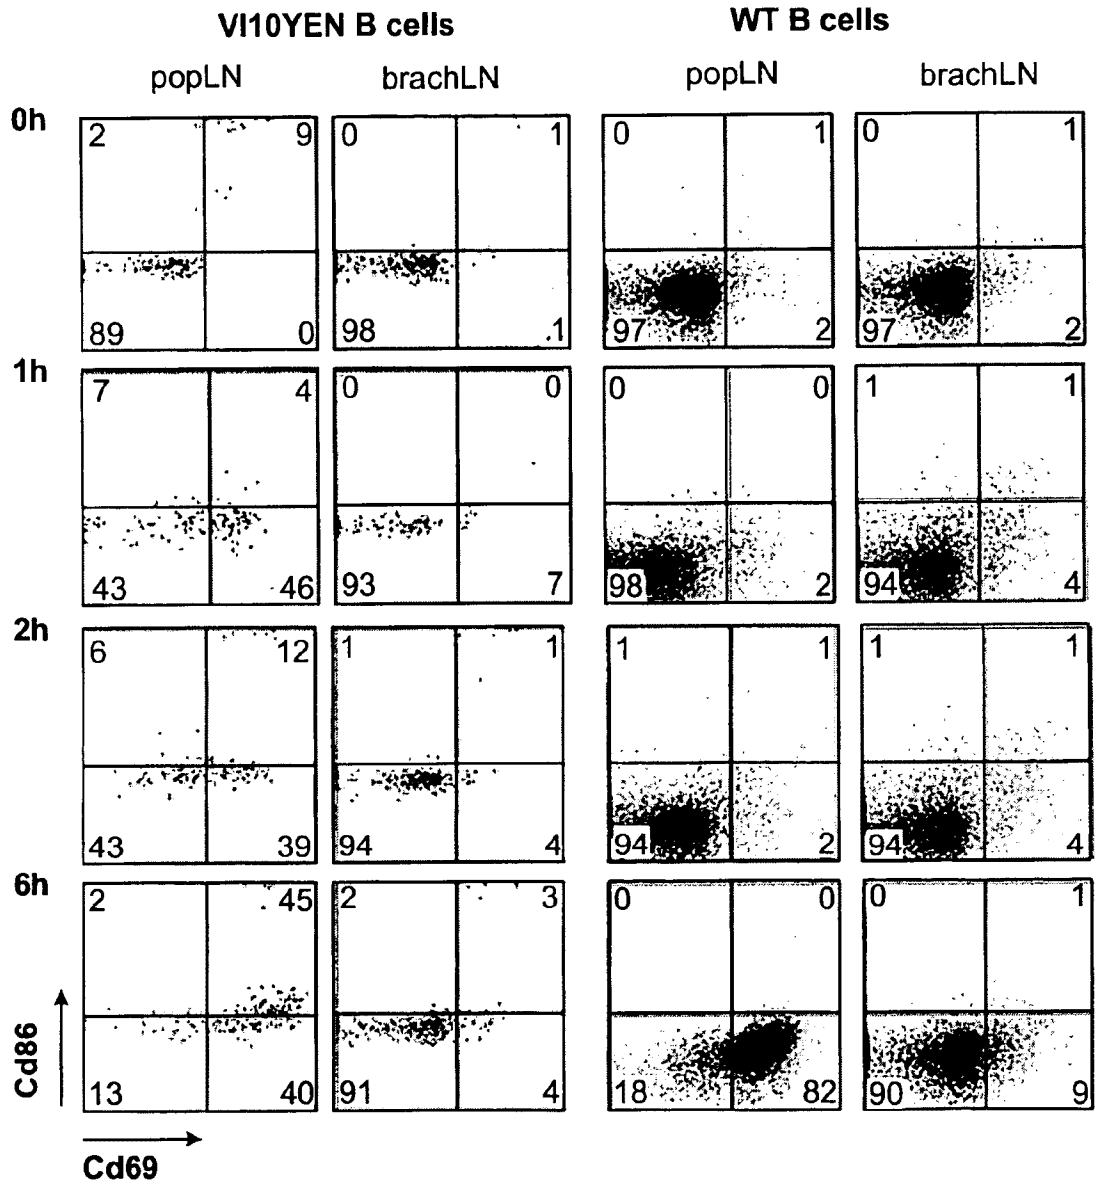 VI10YEN B cells WT B cells
popLN brachLN popLN brachLN
0h
2 9 0 1 0 1 0 1
89 0 98 .1 97 2 97 2
1h
7 4 0 0 0 0 1 1
43 46 93 7 98 2 94 4
2h
6 12 1 1 1 1 1 1
43 39 94 4 94 2 94 4
6h
2 45 2 3 0 0 0 1
13 40 91 4 18 82 90 9
Cd86
Cd69